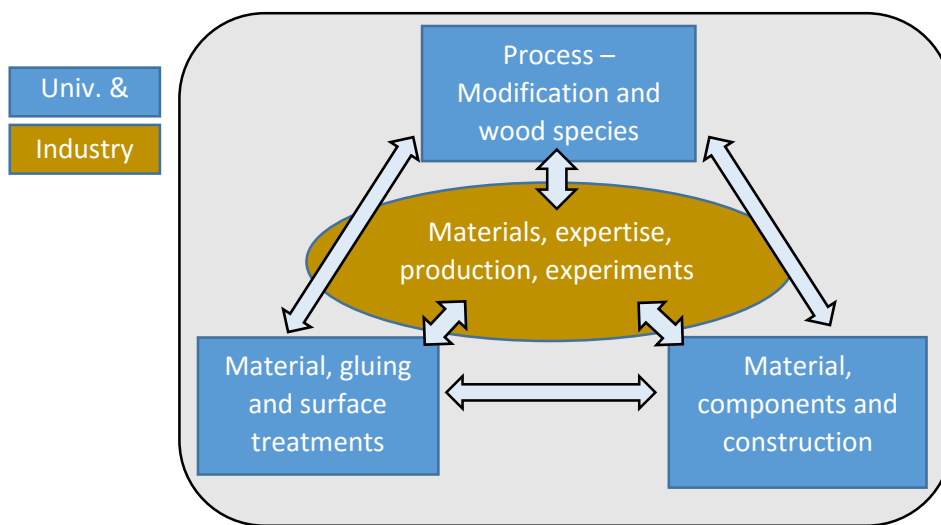 Univ. &
Industry
Process –
Modification and
wood species
Materials, expertise,
production, experiments
Material, gluing
and surface
treatments
Material,
components and
construction